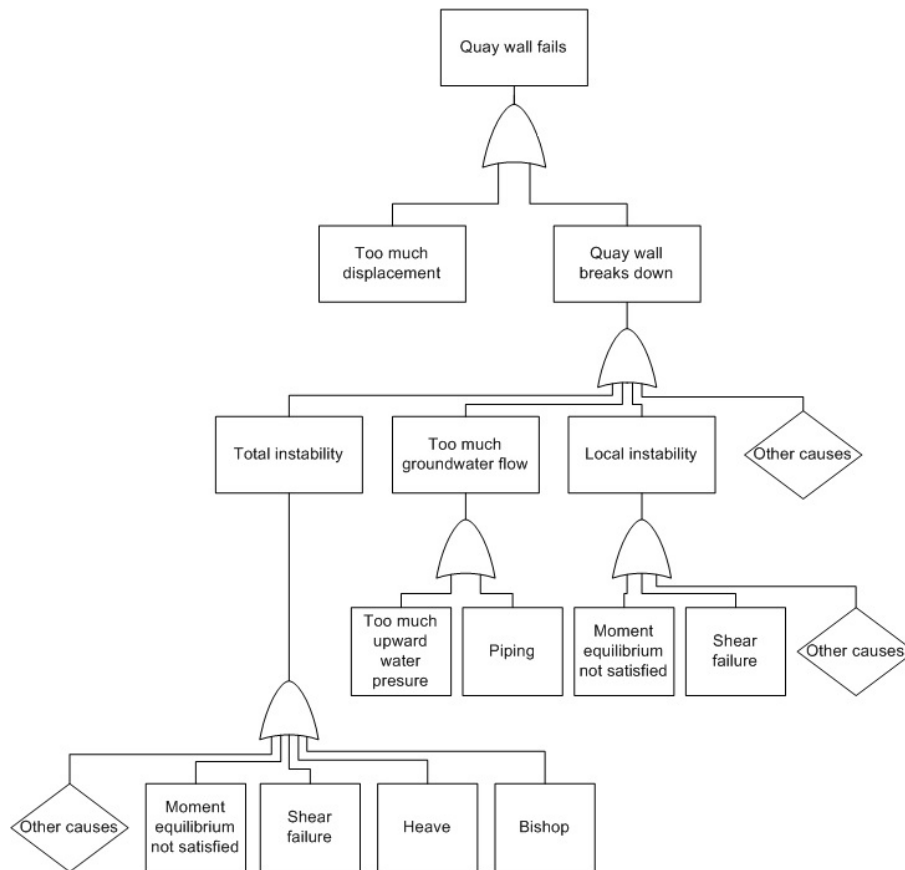 Quay wall fails
Too much
displacement
Quay wall
breaks down
Total instability
Too much
groundwater flow
Local instability
Other causes
Too much
upward
water
presure
Piping
Moment
equilibrium
not satisfied
Shear
failure
Other causes
Other causes
Moment
equilibrium
not satisfied
Shear
failure
Heave
Bishop